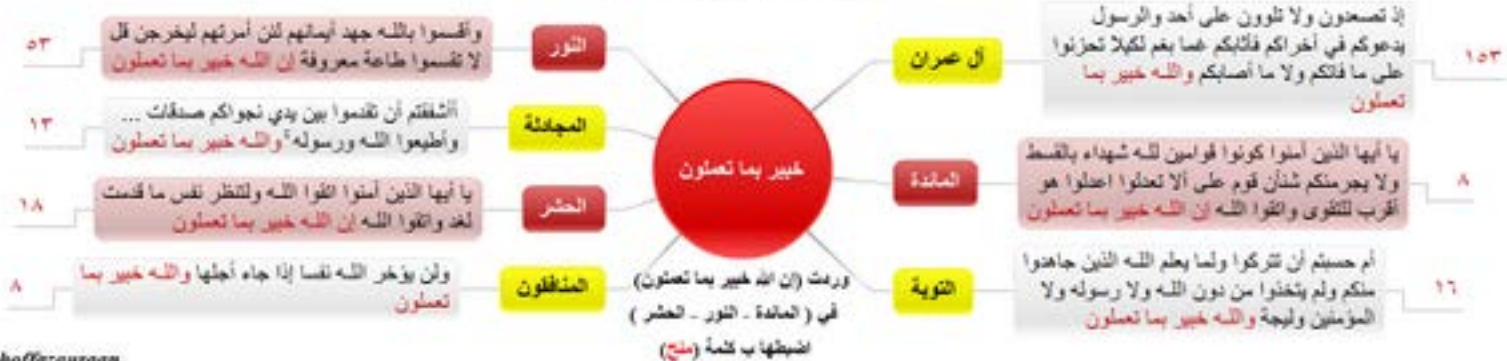 إذ تصعدون ولا تلوون على أحد والرسول
يدعوكم في أخراكم فأثابكم غما بغم لكيلا تحزنوا
على ما فاتكم ولا ما أصابكم والله خبير بما
تعملون
١٥٣
آل عمران
يا أيها الذين آمنوا كونوا قوامين لله شهداء بالقسط
ولا يجرمنكم شنآن قوم على ألا تعدلوا اعدلوا هو
أقرب للتقوى واتقوا الله إن الله خبير بما تعملون
٨
المائدة
أم حسبتم أن تتركوا ولما يعلم الله الذين جاهدوا
منكم ولم يتخذوا من دون الله ولا رسوله ولا
المؤمنين وليجة والله خبير بما تعملون
١٦
التوبة
خبير بما تعملون
النور
وأقسموا بالله جهد أيمانهم لئن أمرتهم ليخرجن قل
لا تقسموا طاعة معروفة إن الله خبير بما تعملون
٥٣
المجادلة
أأشفقتم أن تقدموا بين يدي نجواكم صدقات ...
وأطيعوا الله ورسوله والله خبير بما تعملون
١٣
الحشر
يا أيها الذين آمنوا اتقوا الله ولتنظر نفس ما قدمت
لغد واتقوا الله إن الله خبير بما تعملون
١٨
المنافقون
ولن يؤخر الله نفسا إذا جاء أجلها والله خبير بما
تعملون
٨
وردت (إن الله خبير بما تعملون)
في ( المائدة - النور - الحشر )
اضبطها ب كلمة (منح)